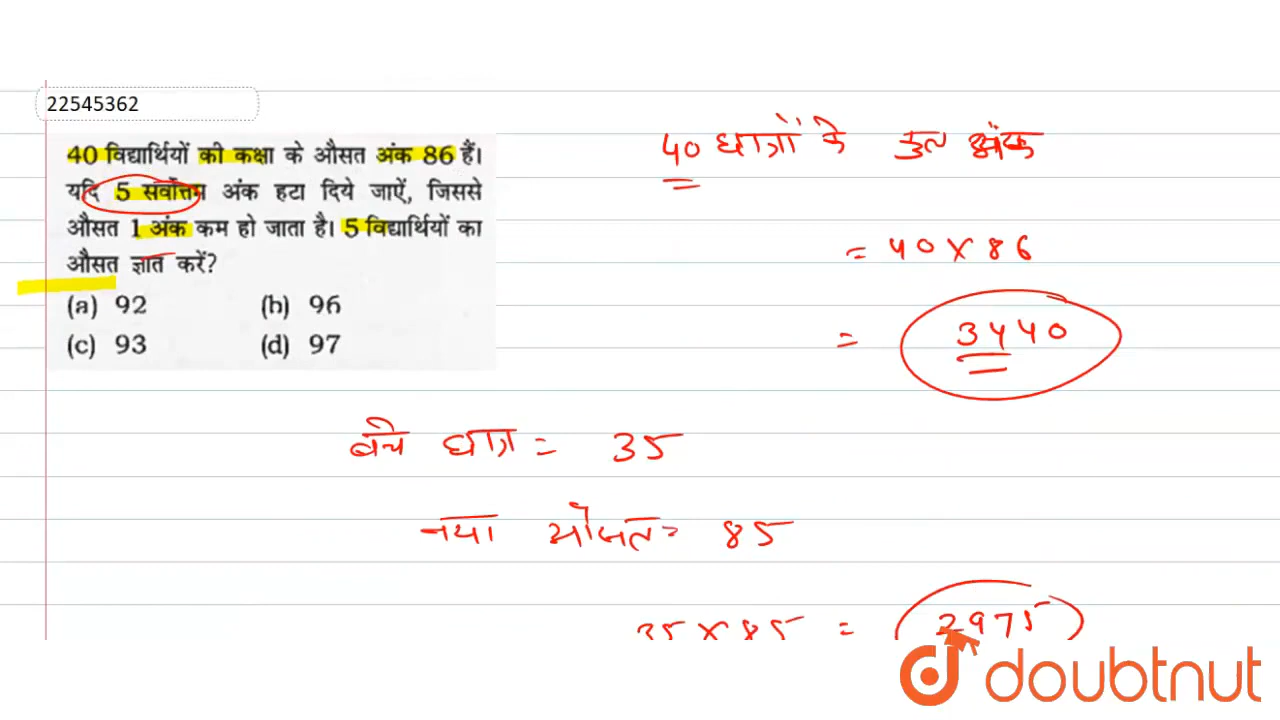 22545362
40 विद्यार्थियों की कक्षा के औसत अंक 86 हैं।
यदि 5 सर्वोत्तम अंक हटा दिये जाऐं, जिससे
औसत 1 अंक कम हो जाता है। 5 विद्यार्थियों का
औसत ज्ञात करें?
(a) 92 (b) 96
(c) 93 (d) 97
40 छात्रों के कुल अंक
= 40 × 86
= 3440
बचे छात्र = 35
नया औसत = 85
35 × 85 = 2975
doubtnut